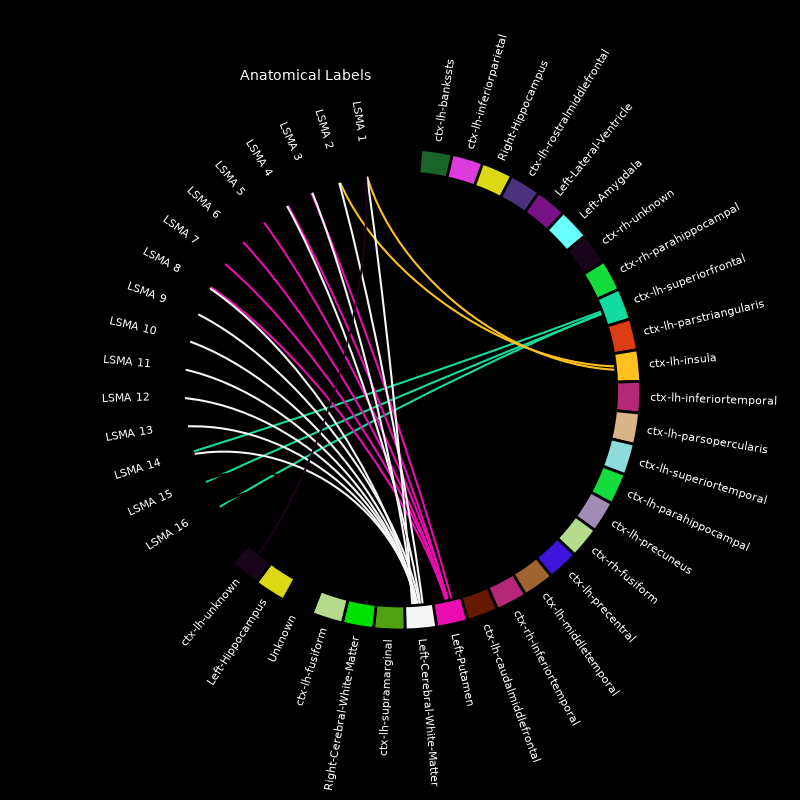 Anatomical Labels
LSMA 1
LSMA 2
LSMA 3
LSMA 4
LSMA 5
LSMA 6
LSMA 7
LSMA 8
LSMA 9
LSMA 10
LSMA 11
LSMA 12
LSMA 13
LSMA 14
LSMA 15
LSMA 16
ctx-lh-unknown
Left-Hippocampus
Unknown
ctx-lh-fusiform
Right-Cerebral-White-Matter
ctx-lh-supramarginal
Left-Cerebral-White-Matter
Left-Putamen
ctx-lh-caudalmiddlefrontal
ctx-rh-inferiortemporal
ctx-lh-middletemporal
ctx-lh-precentral
ctx-rh-fusiform
ctx-lh-precuneus
ctx-lh-parahippocampal
ctx-lh-superiortemporal
ctx-lh-parsopercularis
ctx-lh-inferiortemporal
ctx-lh-insula
ctx-lh-parstriangularis
ctx-lh-superiorfrontal
ctx-rh-parahippocampal
ctx-rh-unknown
Left-Amygdala
Left-Lateral-Ventricle
ctx-lh-rostralmiddlefrontal
Right-Hippocampus
ctx-lh-inferiorparietal
ctx-lh-bankssts